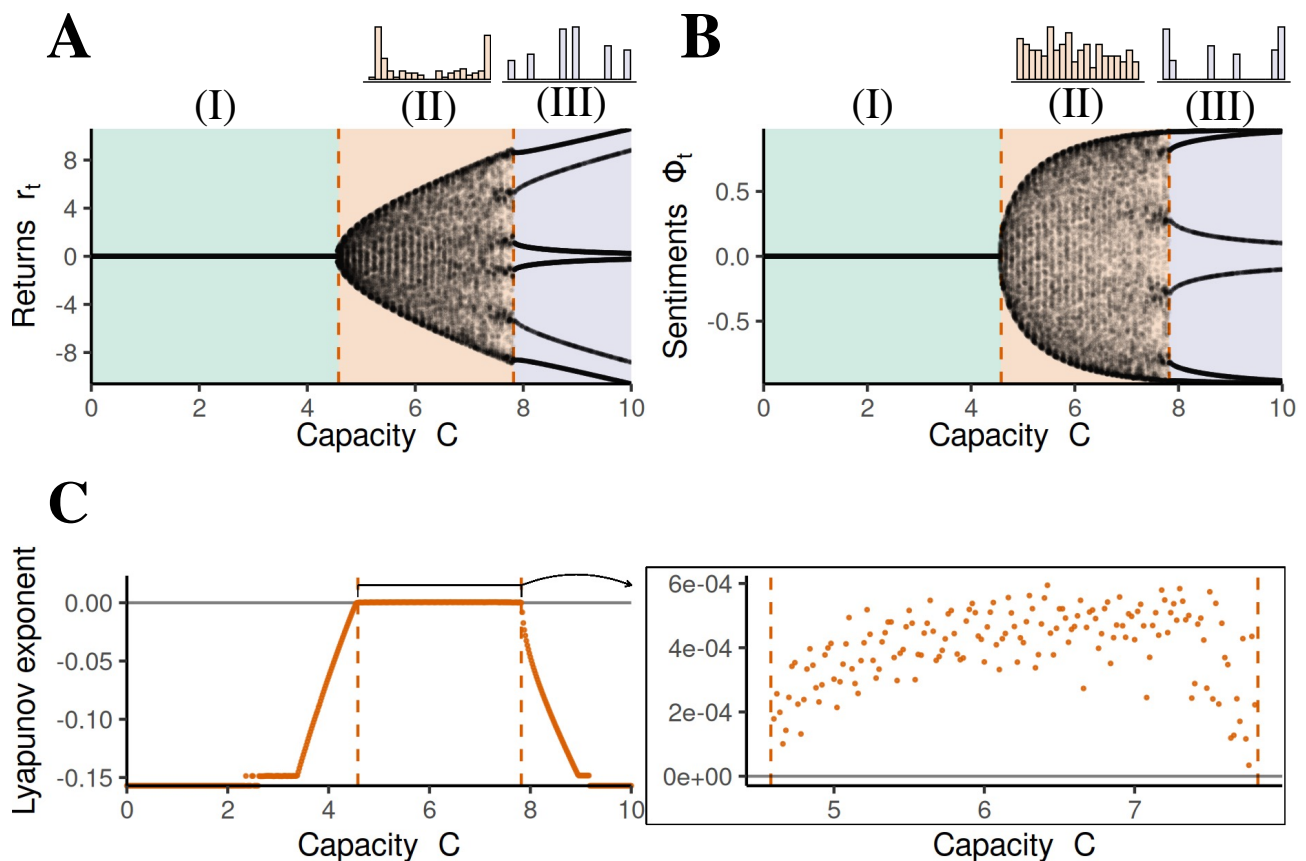 A
B
(I)
(II)
(III)
(I)
(II)
(III)
Returns rₜ
8
4
0
-4
-8
0
2
4
6
8
10
Capacity C
Sentiments Φₜ
0.5
0.0
-0.5
0
2
4
6
8
10
Capacity C
C
Lyapunov exponent
0.00
-0.05
-0.10
-0.15
0
2
4
6
8
10
Capacity C
6e-04
4e-04
2e-04
0e+00
5
6
7
Capacity C